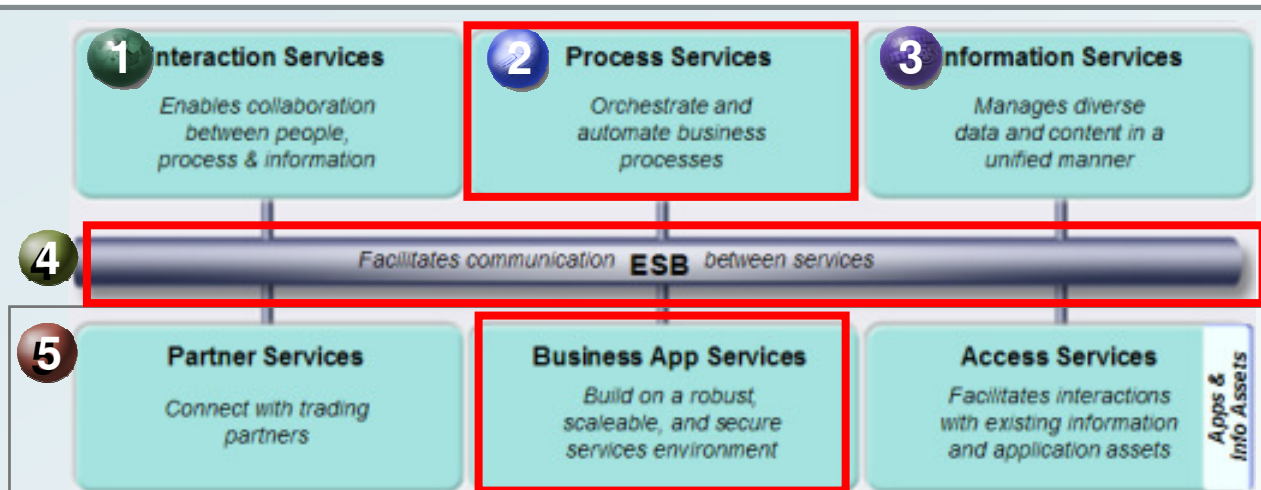 1
Interaction Services
Enables collaboration
between people,
process & information
2
Process Services
Orchestrate and
automate business
processes
3
Information Services
Manages diverse
data and content in a
unified manner
4
Facilitates communication ESB between services
5
Partner Services
Connect with trading
partners
Business App Services
Build on a robust,
scaleable, and secure
services environment
Access Services
Facilitates interactions
with existing information
and application assets
Apps &
Info Assets